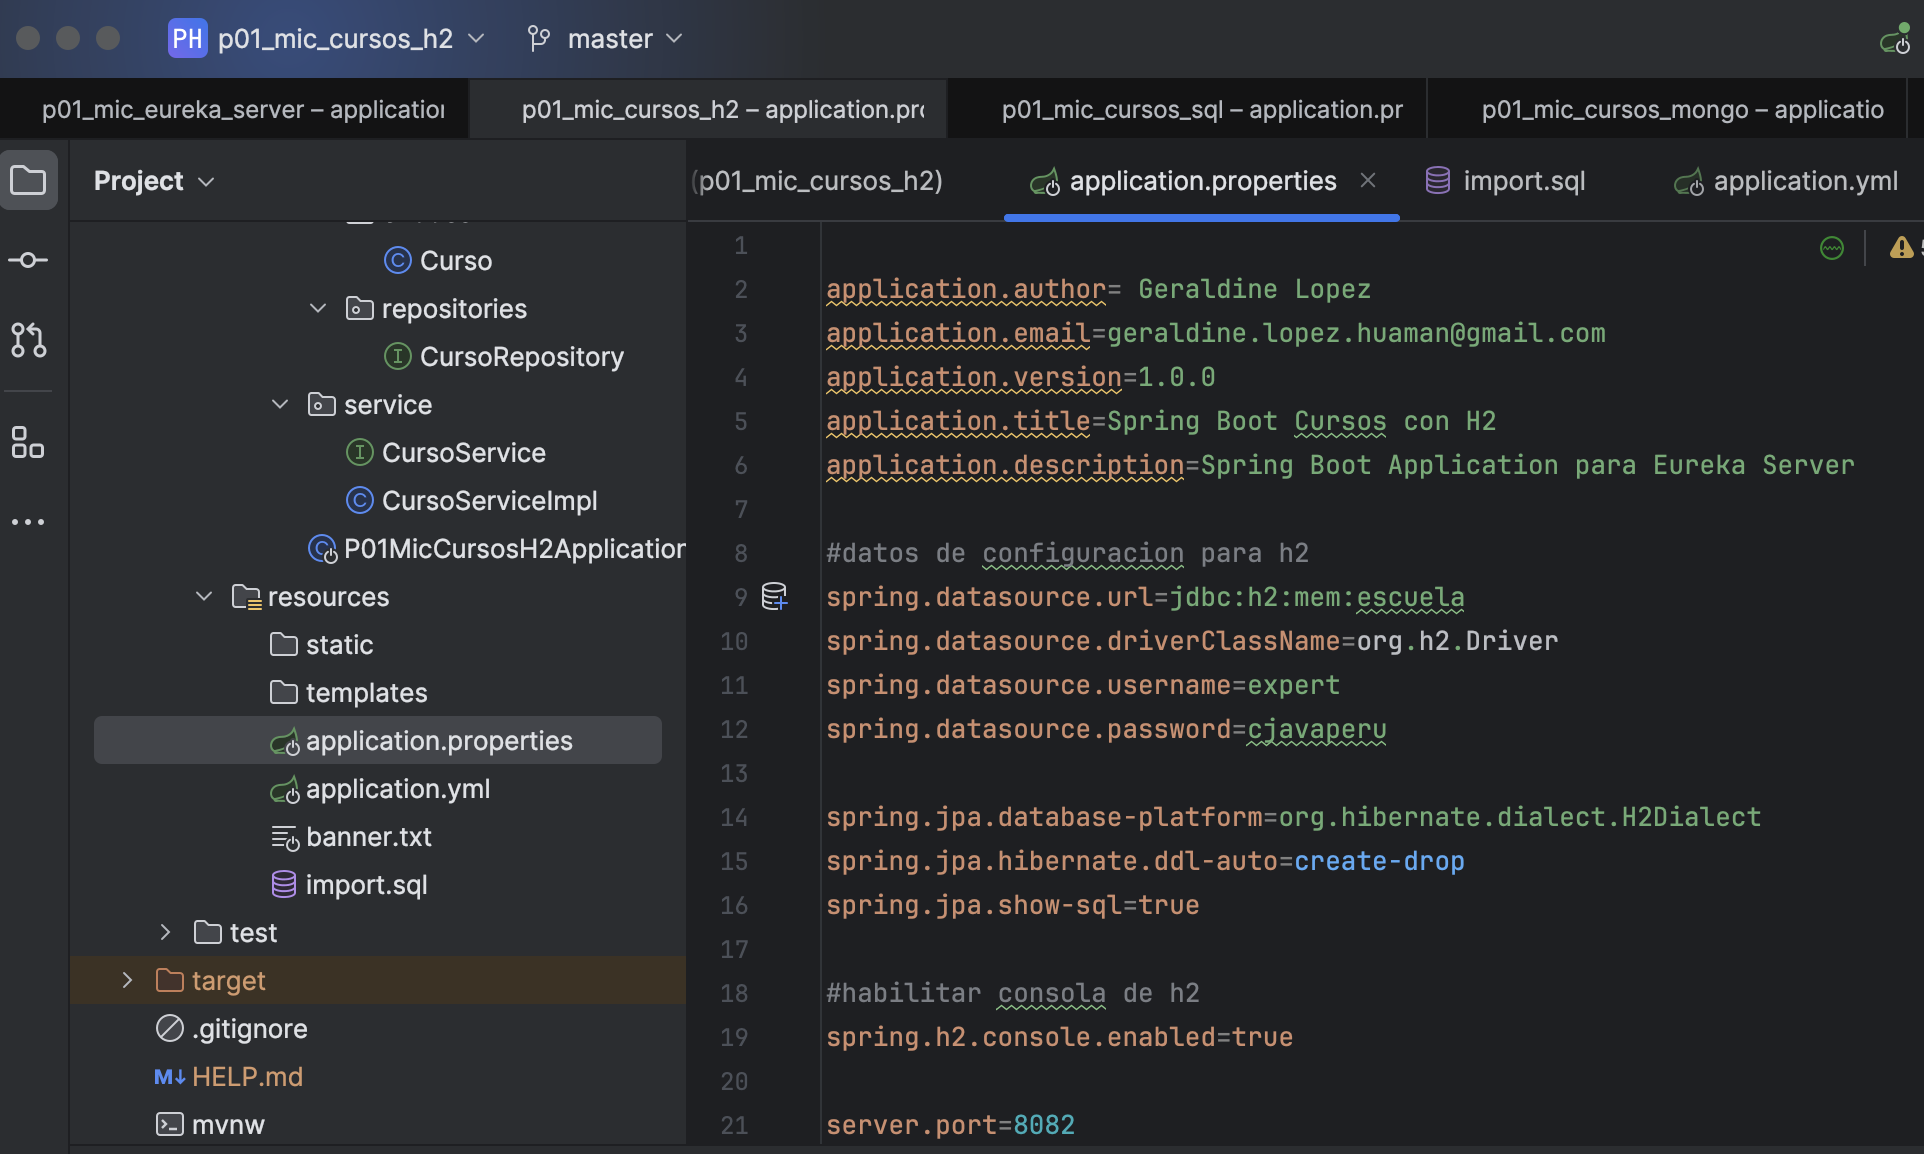 PH p01_mic_cursos_h2 master
p01_mic_eureka_server – application
p01_mic_cursos_h2 – application.pro
p01_mic_cursos_sql – application.pr
p01_mic_cursos_mongo – applicatio
Project
Curso
repositories
CursoRepository
service
CursoService
CursoServiceImpl
P01MicCursosH2Application
resources
static
templates
application.properties
application.yml
banner.txt
import.sql
test
target
.gitignore
HELP.md
mvnw
(p01_mic_cursos_h2)
application.properties
import.sql
application.yml
1
2 application.author= Geraldine Lopez
3 application.email=geraldine.lopez.huaman@gmail.com
4 application.version=1.0.0
5 application.title=Spring Boot Cursos con H2
6 application.description=Spring Boot Application para Eureka Server
7
8 #datos de configuracion para h2
9 spring.datasource.url=jdbc:h2:mem:escuela
10 spring.datasource.driverClassName=org.h2.Driver
11 spring.datasource.username=expert
12 spring.datasource.password=cjavaperu
13
14 spring.jpa.database-platform=org.hibernate.dialect.H2Dialect
15 spring.jpa.hibernate.ddl-auto=create-drop
16 spring.jpa.show-sql=true
17
18 #habilitar consola de h2
19 spring.h2.console.enabled=true
20
21 server.port=8082